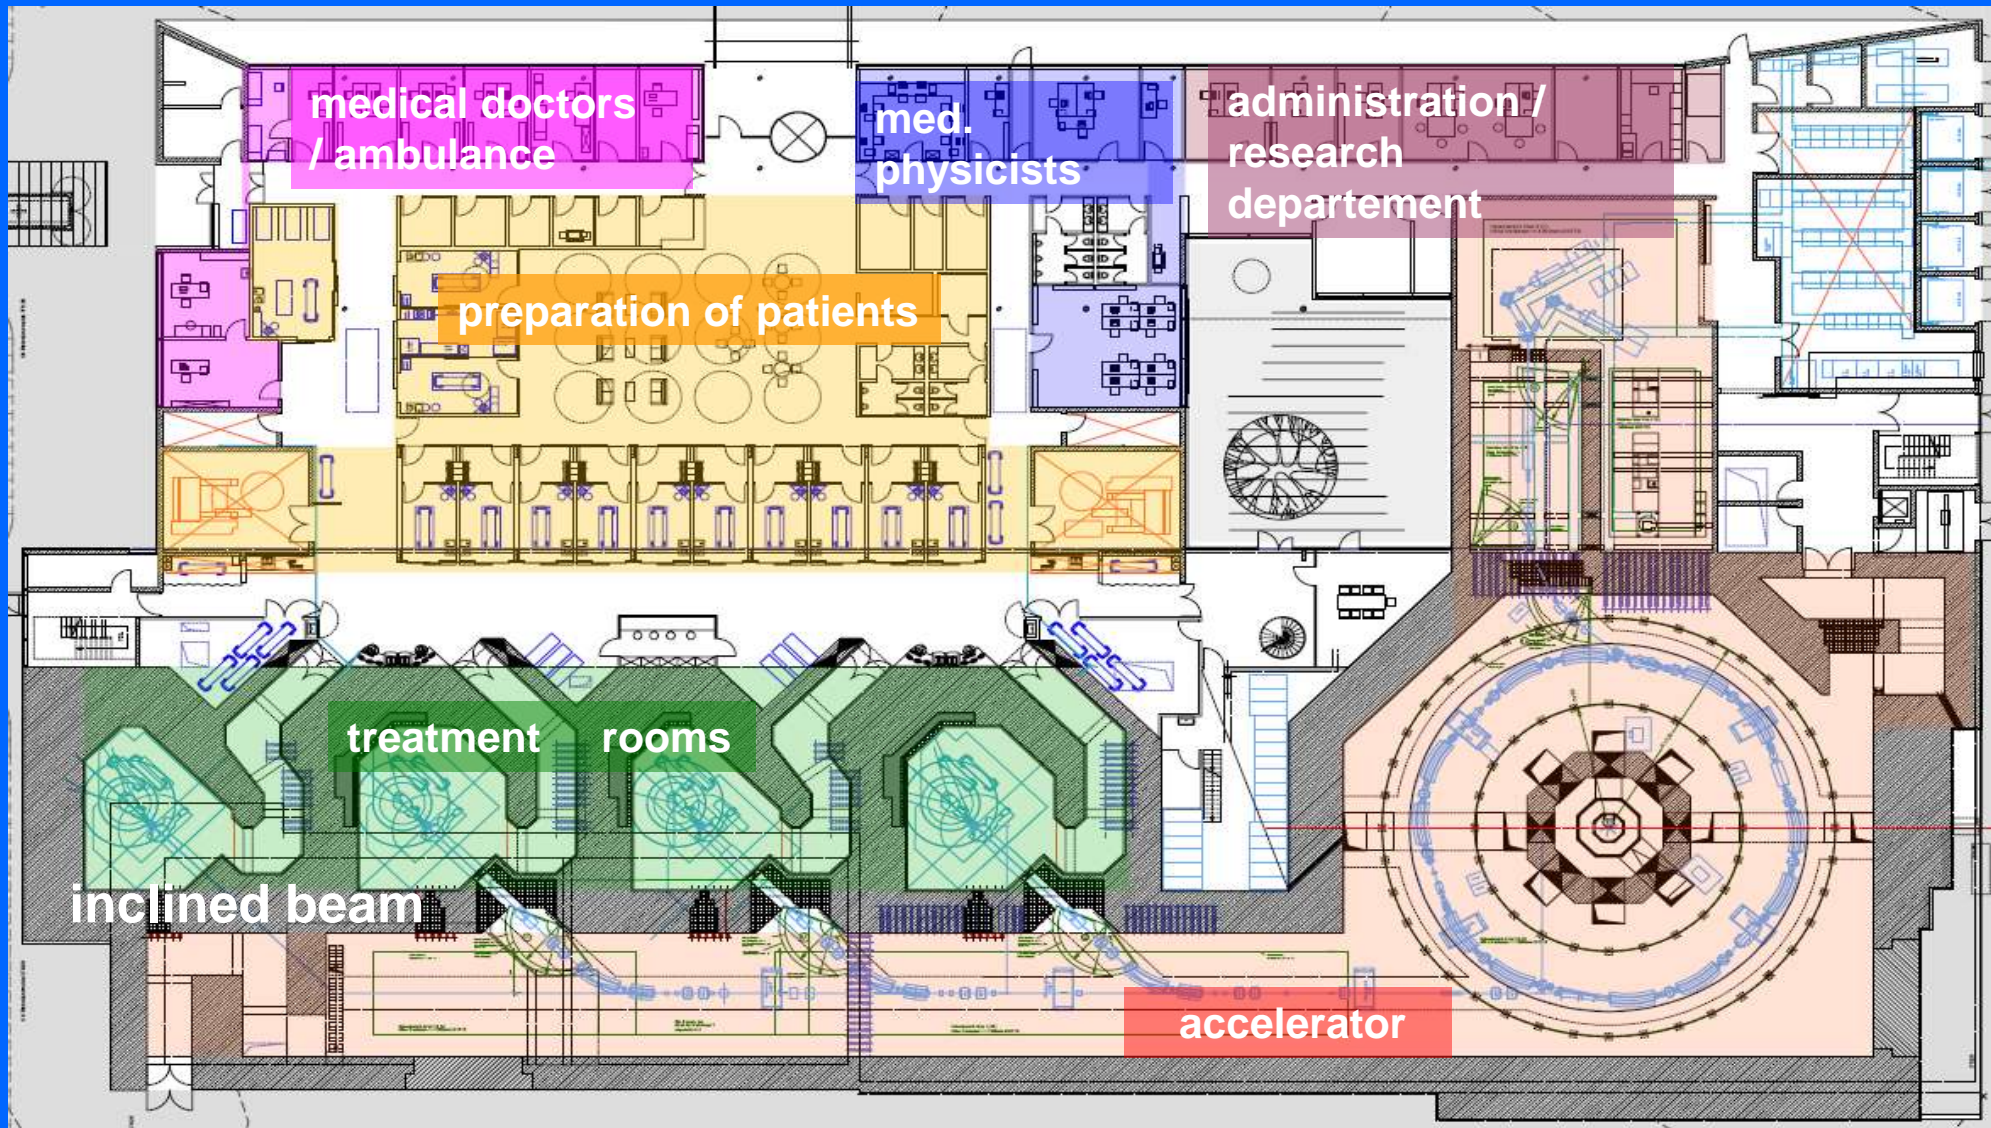 medical doctors
/ ambulance
med.
physicists
administration /
research
departement
preparation of patients
treatment rooms
inclined beam
accelerator